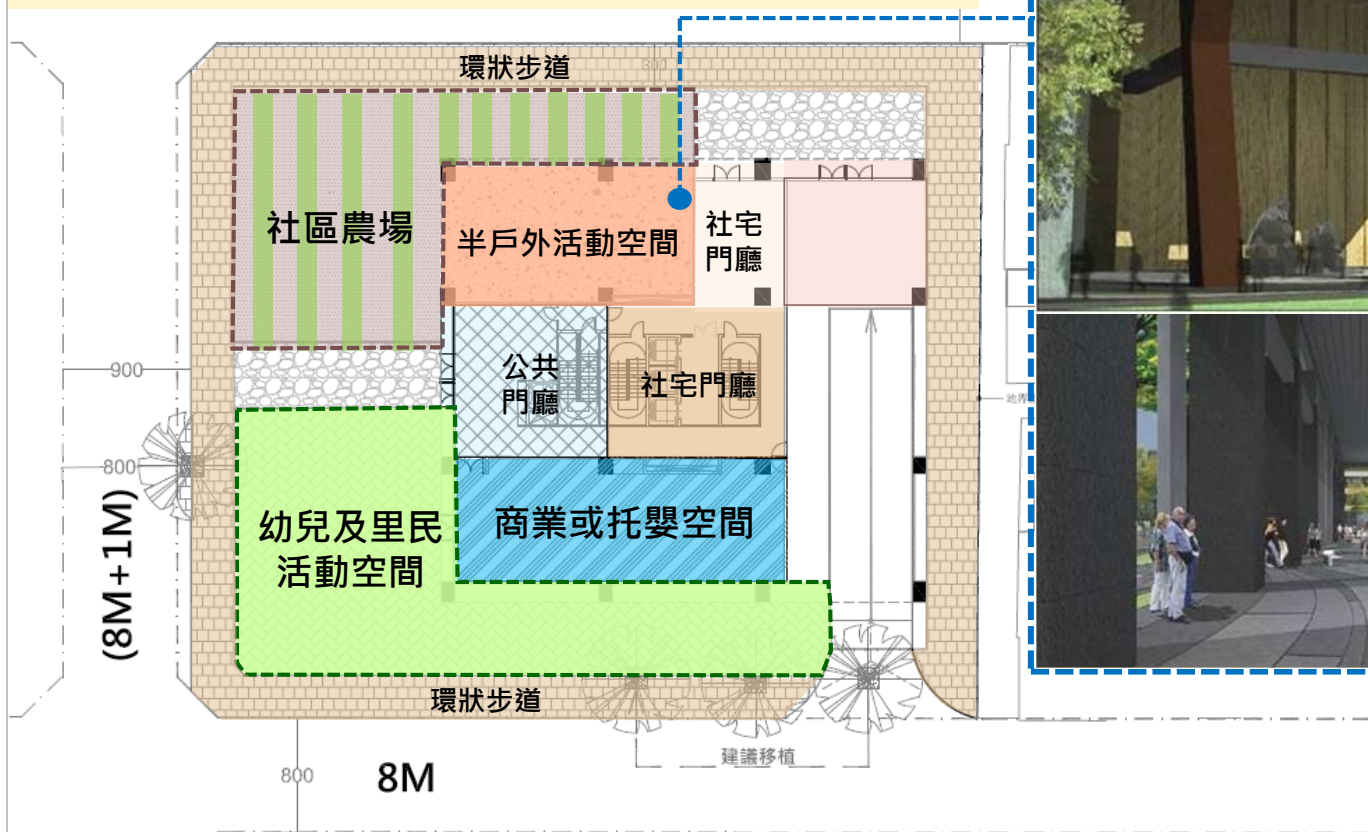 環狀步道
300
社區農場
半戶外活動空間
社宅
門廳
公共
門廳
社宅門廳
900
地界
800
(8M+1M)
幼兒及里民
活動空間
商業或托嬰空間
環狀步道
建議移植
800
8M